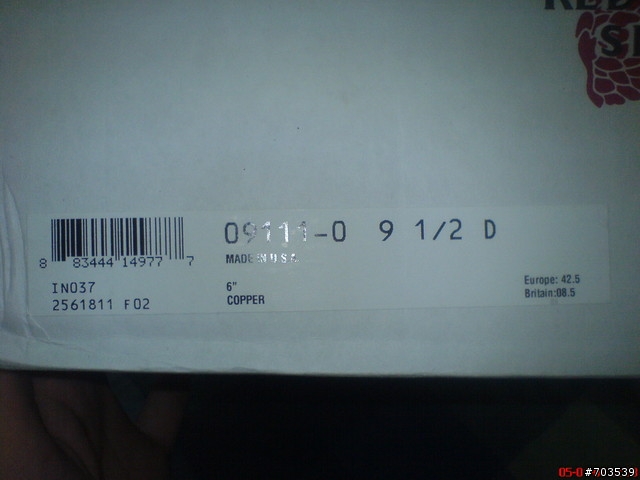 RED
09111-0 9 1/2 D
8 83444 14977 7
MADE IN U.S.A.
IN037
2561811 F02
6"
COPPER
Europe: 42.5
Britain:08.5
#703539